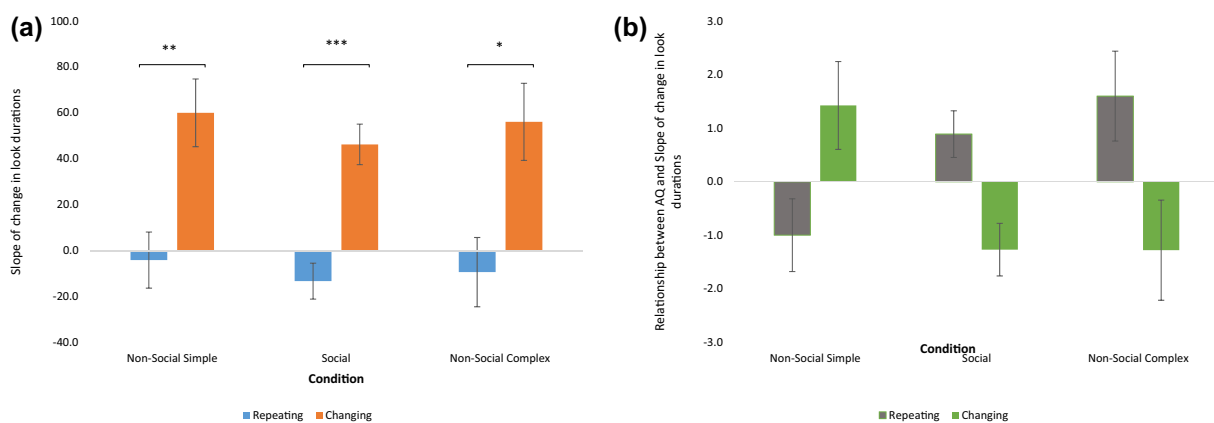 (a)
Slope of change in look durations
100.0
80.0
60.0
40.0
20.0
0.0
-20.0
-40.0
**
***
*
Non-Social Simple
Social
Non-Social Complex
Condition
Repeating
Changing
(b)
Relationship between AQ and Slope of change in look
durations
3.0
2.0
1.0
0.0
-1.0
-2.0
-3.0
Condition
Non-Social Simple
Social
Non-Social Complex
Repeating
Changing